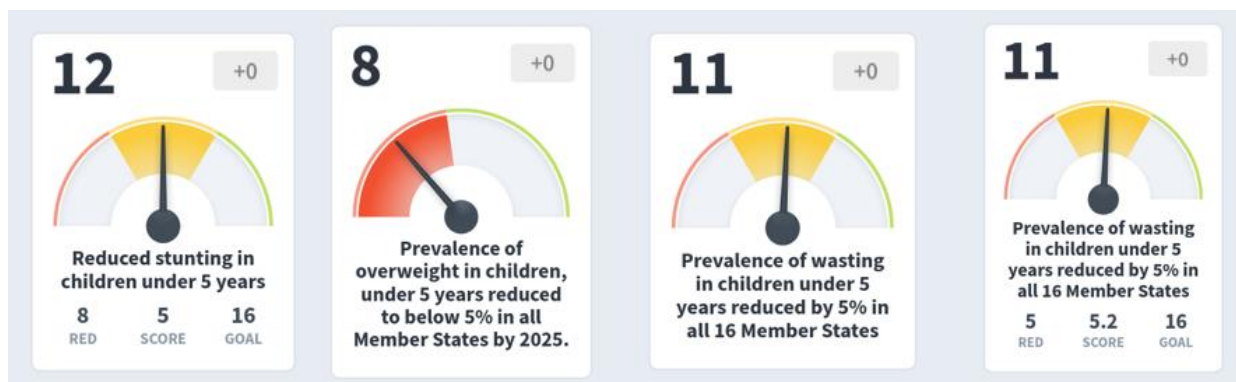 12
+0
Reduced stunting in
children under 5 years
8 5 16
RED SCORE GOAL
8
+0
Prevalence of
overweight in children,
under 5 years reduced
to below 5% in all
Member States by 2025.
11
+0
Prevalence of wasting
in children under 5
years reduced by 5% in
all 16 Member States
11
+0
Prevalence of wasting
in children under 5
years reduced by 5% in
all 16 Member States
5 5.2 16
RED SCORE GOAL